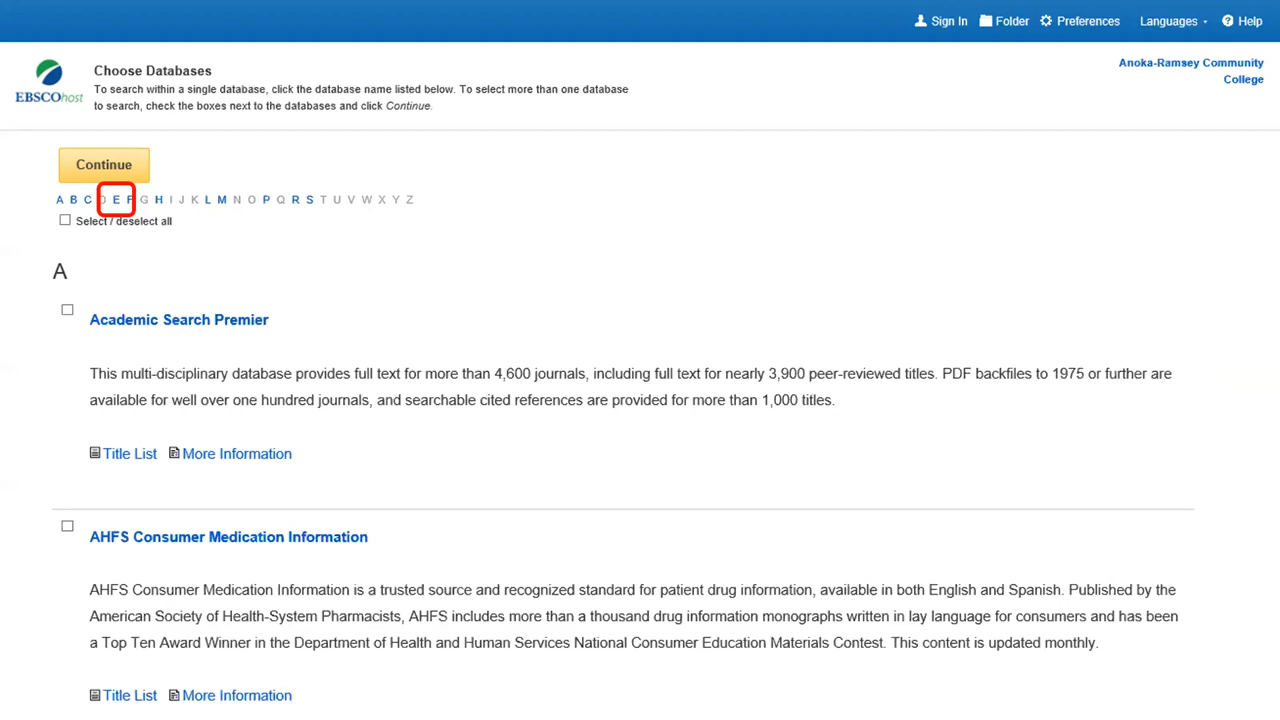 Sign In Folder Preferences Languages Help
EBSCOhost
Choose Databases
To search within a single database, click the database name listed below. To select more than one database
to search, check the boxes next to the databases and click Continue.
Anoka-Ramsey Community
College
Continue
A B C D E F G H I J K L M N O P Q R S T U V W X Y Z
Select / deselect all
A
Academic Search Premier
This multi-disciplinary database provides full text for more than 4,600 journals, including full text for nearly 3,900 peer-reviewed titles. PDF backfiles to 1975 or further are
available for well over one hundred journals, and searchable cited references are provided for more than 1,000 titles.
Title List More Information
AHFS Consumer Medication Information
AHFS Consumer Medication Information is a trusted source and recognized standard for patient drug information, available in both English and Spanish. Published by the
American Society of Health-System Pharmacists, AHFS includes more than a thousand drug information monographs written in lay language for consumers and has been
a Top Ten Award Winner in the Department of Health and Human Services National Consumer Education Materials Contest. This content is updated monthly.
Title List More Information